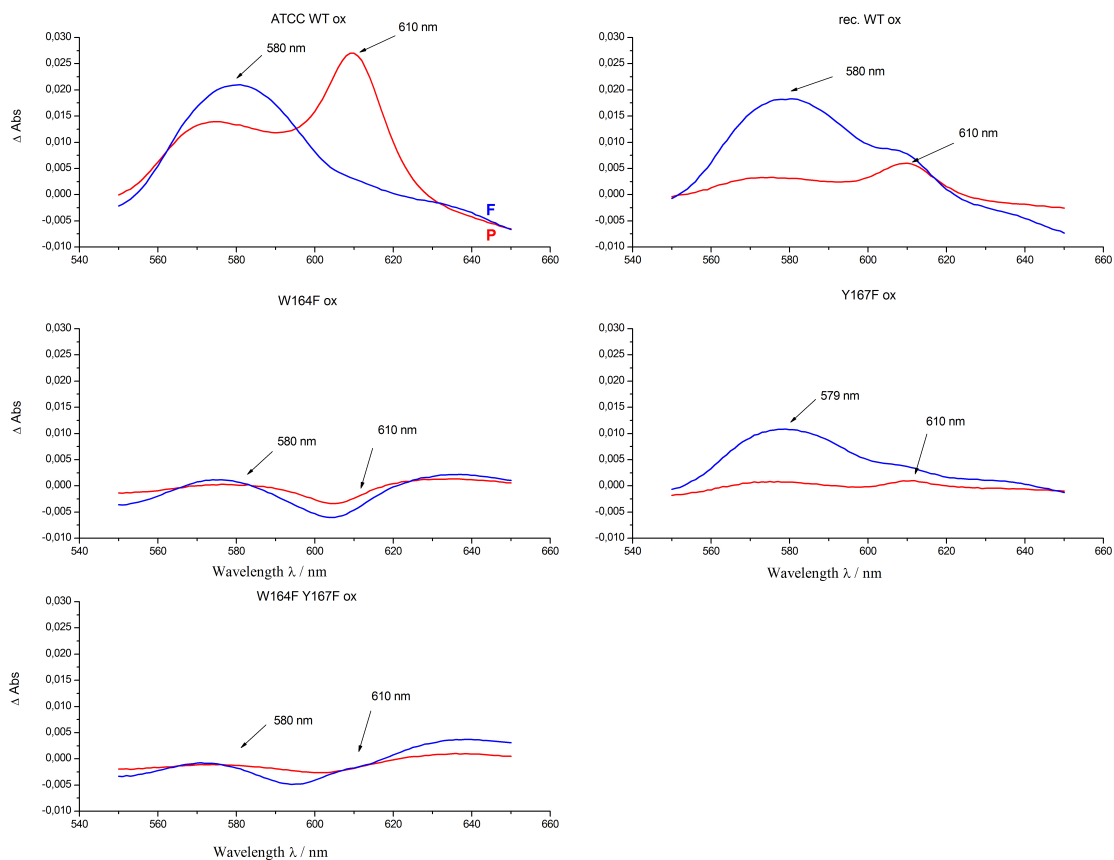 ATCC WT ox
610 nm
580 nm
0,030
0,025
0,020
0,015
0,010
0,005
0,000
-0,005
-0,010
Δ Abs
F
P
540 560 580 600 620 640 660
rec. WT ox
580 nm
610 nm
0,030
0,025
0,020
0,015
0,010
0,005
0,000
-0,005
-0,010
540 560 580 600 620 640 660
W164F ox
580 nm
610 nm
0,030
0,025
0,020
0,015
0,010
0,005
0,000
-0,005
-0,010
Δ Abs
540 560 580 600 620 640 660
Wavelength λ / nm
Y167F ox
579 nm
610 nm
0,030
0,025
0,020
0,015
0,010
0,005
0,000
-0,005
-0,010
540 560 580 600 620 640 660
Wavelength λ / nm
W164F Y167F ox
580 nm
610 nm
0,030
0,025
0,020
0,015
0,010
0,005
0,000
-0,005
-0,010
Δ Abs
540 560 580 600 620 640 660
Wavelength λ / nm